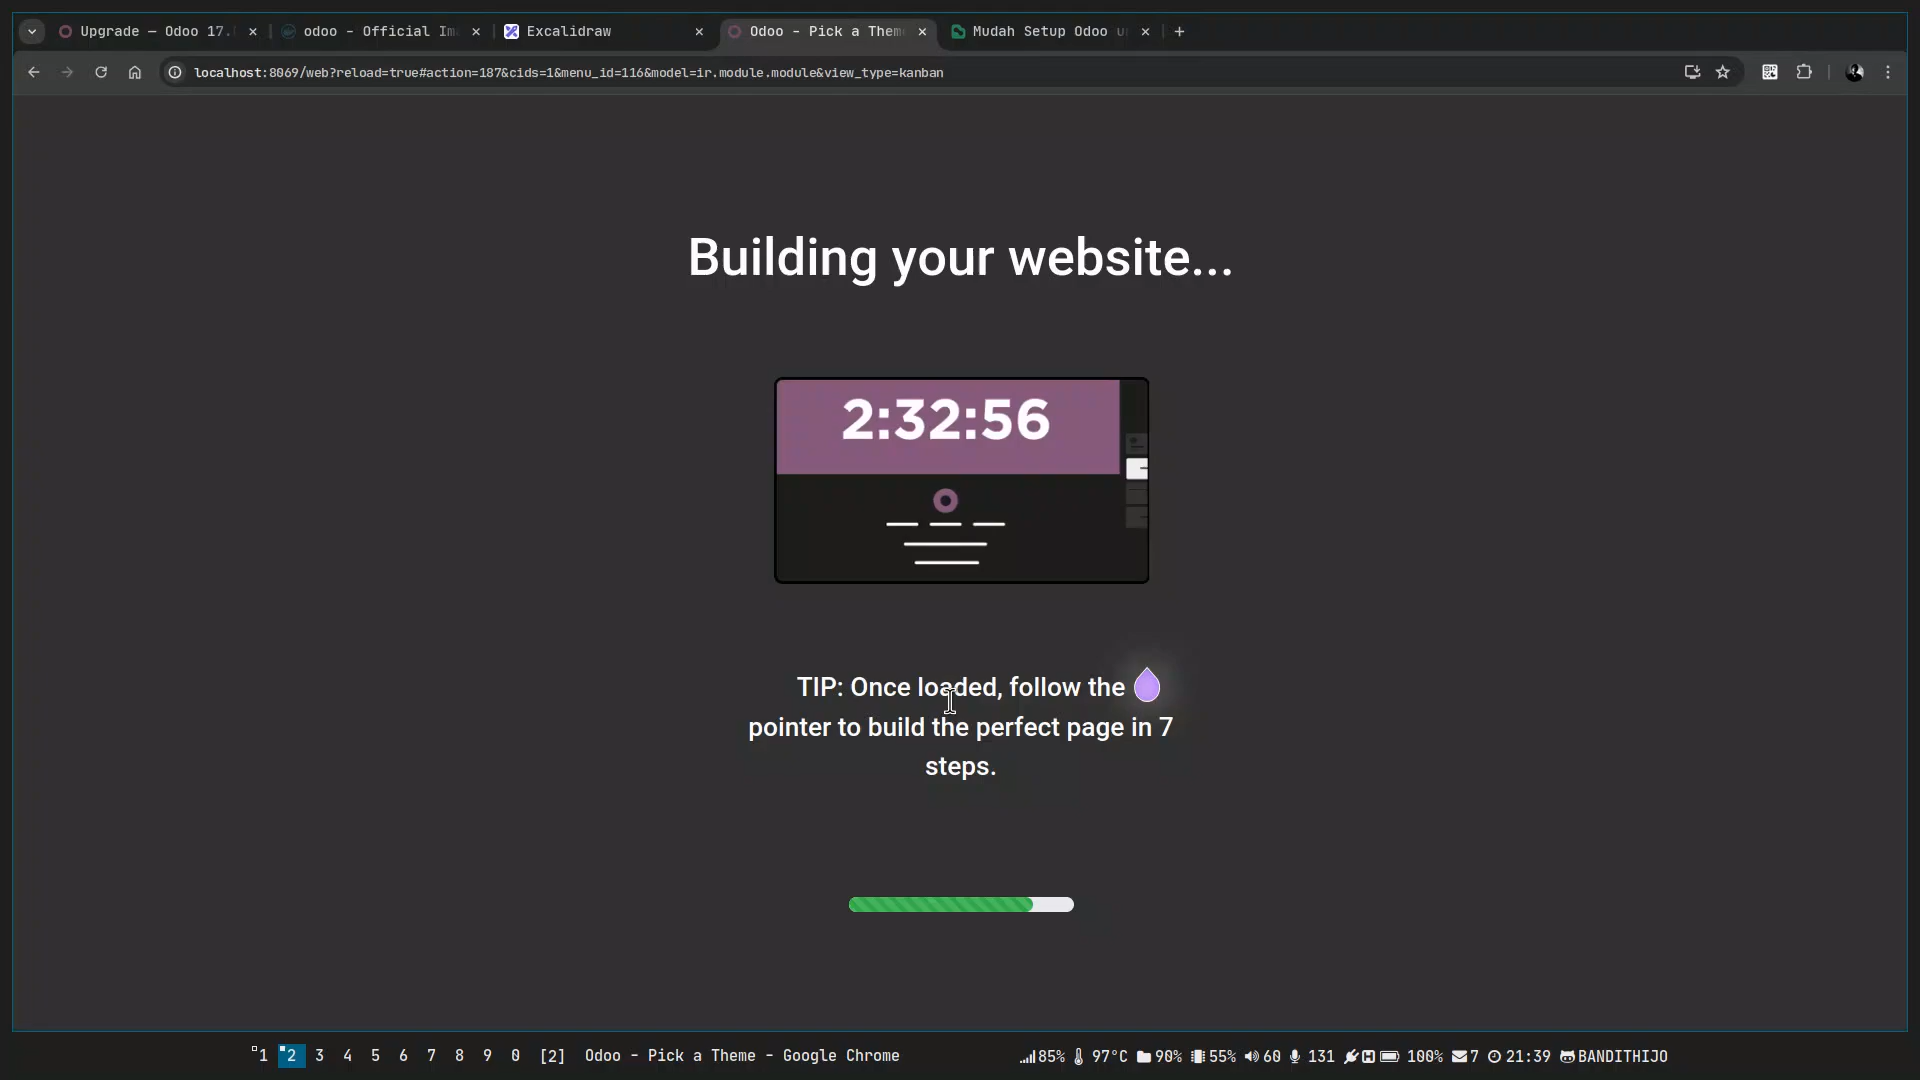 Upgrade — Odoo 17.
odoo - Official Im
Excalidraw
Odoo - Pick a Them
Mudah Setup Odoo u
localhost:8069/web?reload=true#action=187&cids=1&menu_id=116&model=ir.module.module&view_type=kanban
Building your website...
2:32:56
TIP: Once loaded, follow the
pointer to build the perfect page in 7
steps.
1 2 3 4 5 6 7 8 9 0 [2] Odoo - Pick a Theme - Google Chrome 85% 97°C 90% 55% 60 131 H 100% 7 21:39 BANDITHIJO